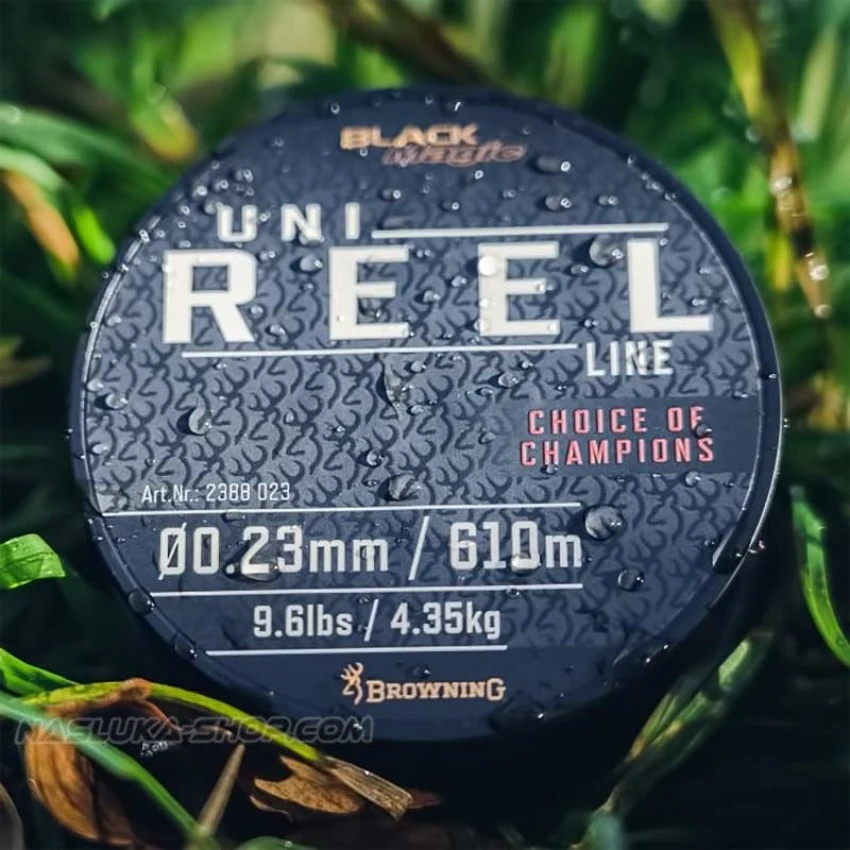 BLACK
Magic
UNI
REEL
LINE
CHOICE OF
CHAMPIONS
Art.Nr.: 2388 023
Ø0.23mm / 610m
9.6lbs / 4.35kg
BROWNING
NASLUKA-SHOP.COM